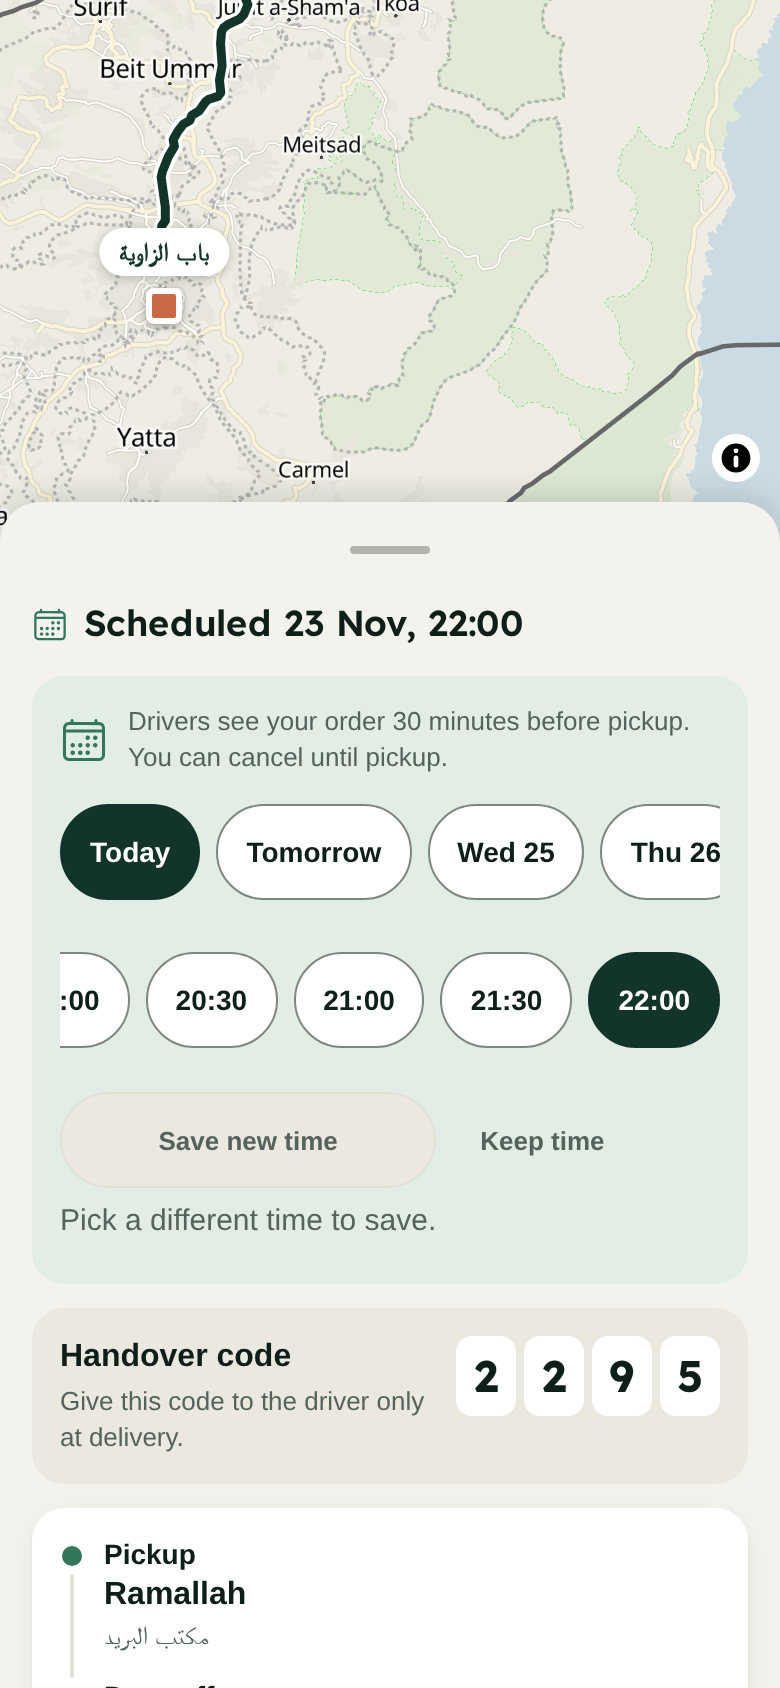 Surif
a-Sham'a
Beit Ummar
Meitsad
باب الزاوية
Yatta
Carmel
Scheduled 23 Nov, 22:00
Drivers see your order 30 minutes before pickup.
You can cancel until pickup.
Today
Tomorrow
Wed 25
Thu 26
:00
20:30
21:00
21:30
22:00
Save new time
Keep time
Pick a different time to save.
Handover code
2 2 9 5
Give this code to the driver only
at delivery.
Pickup
Ramallah
مكتب البريد